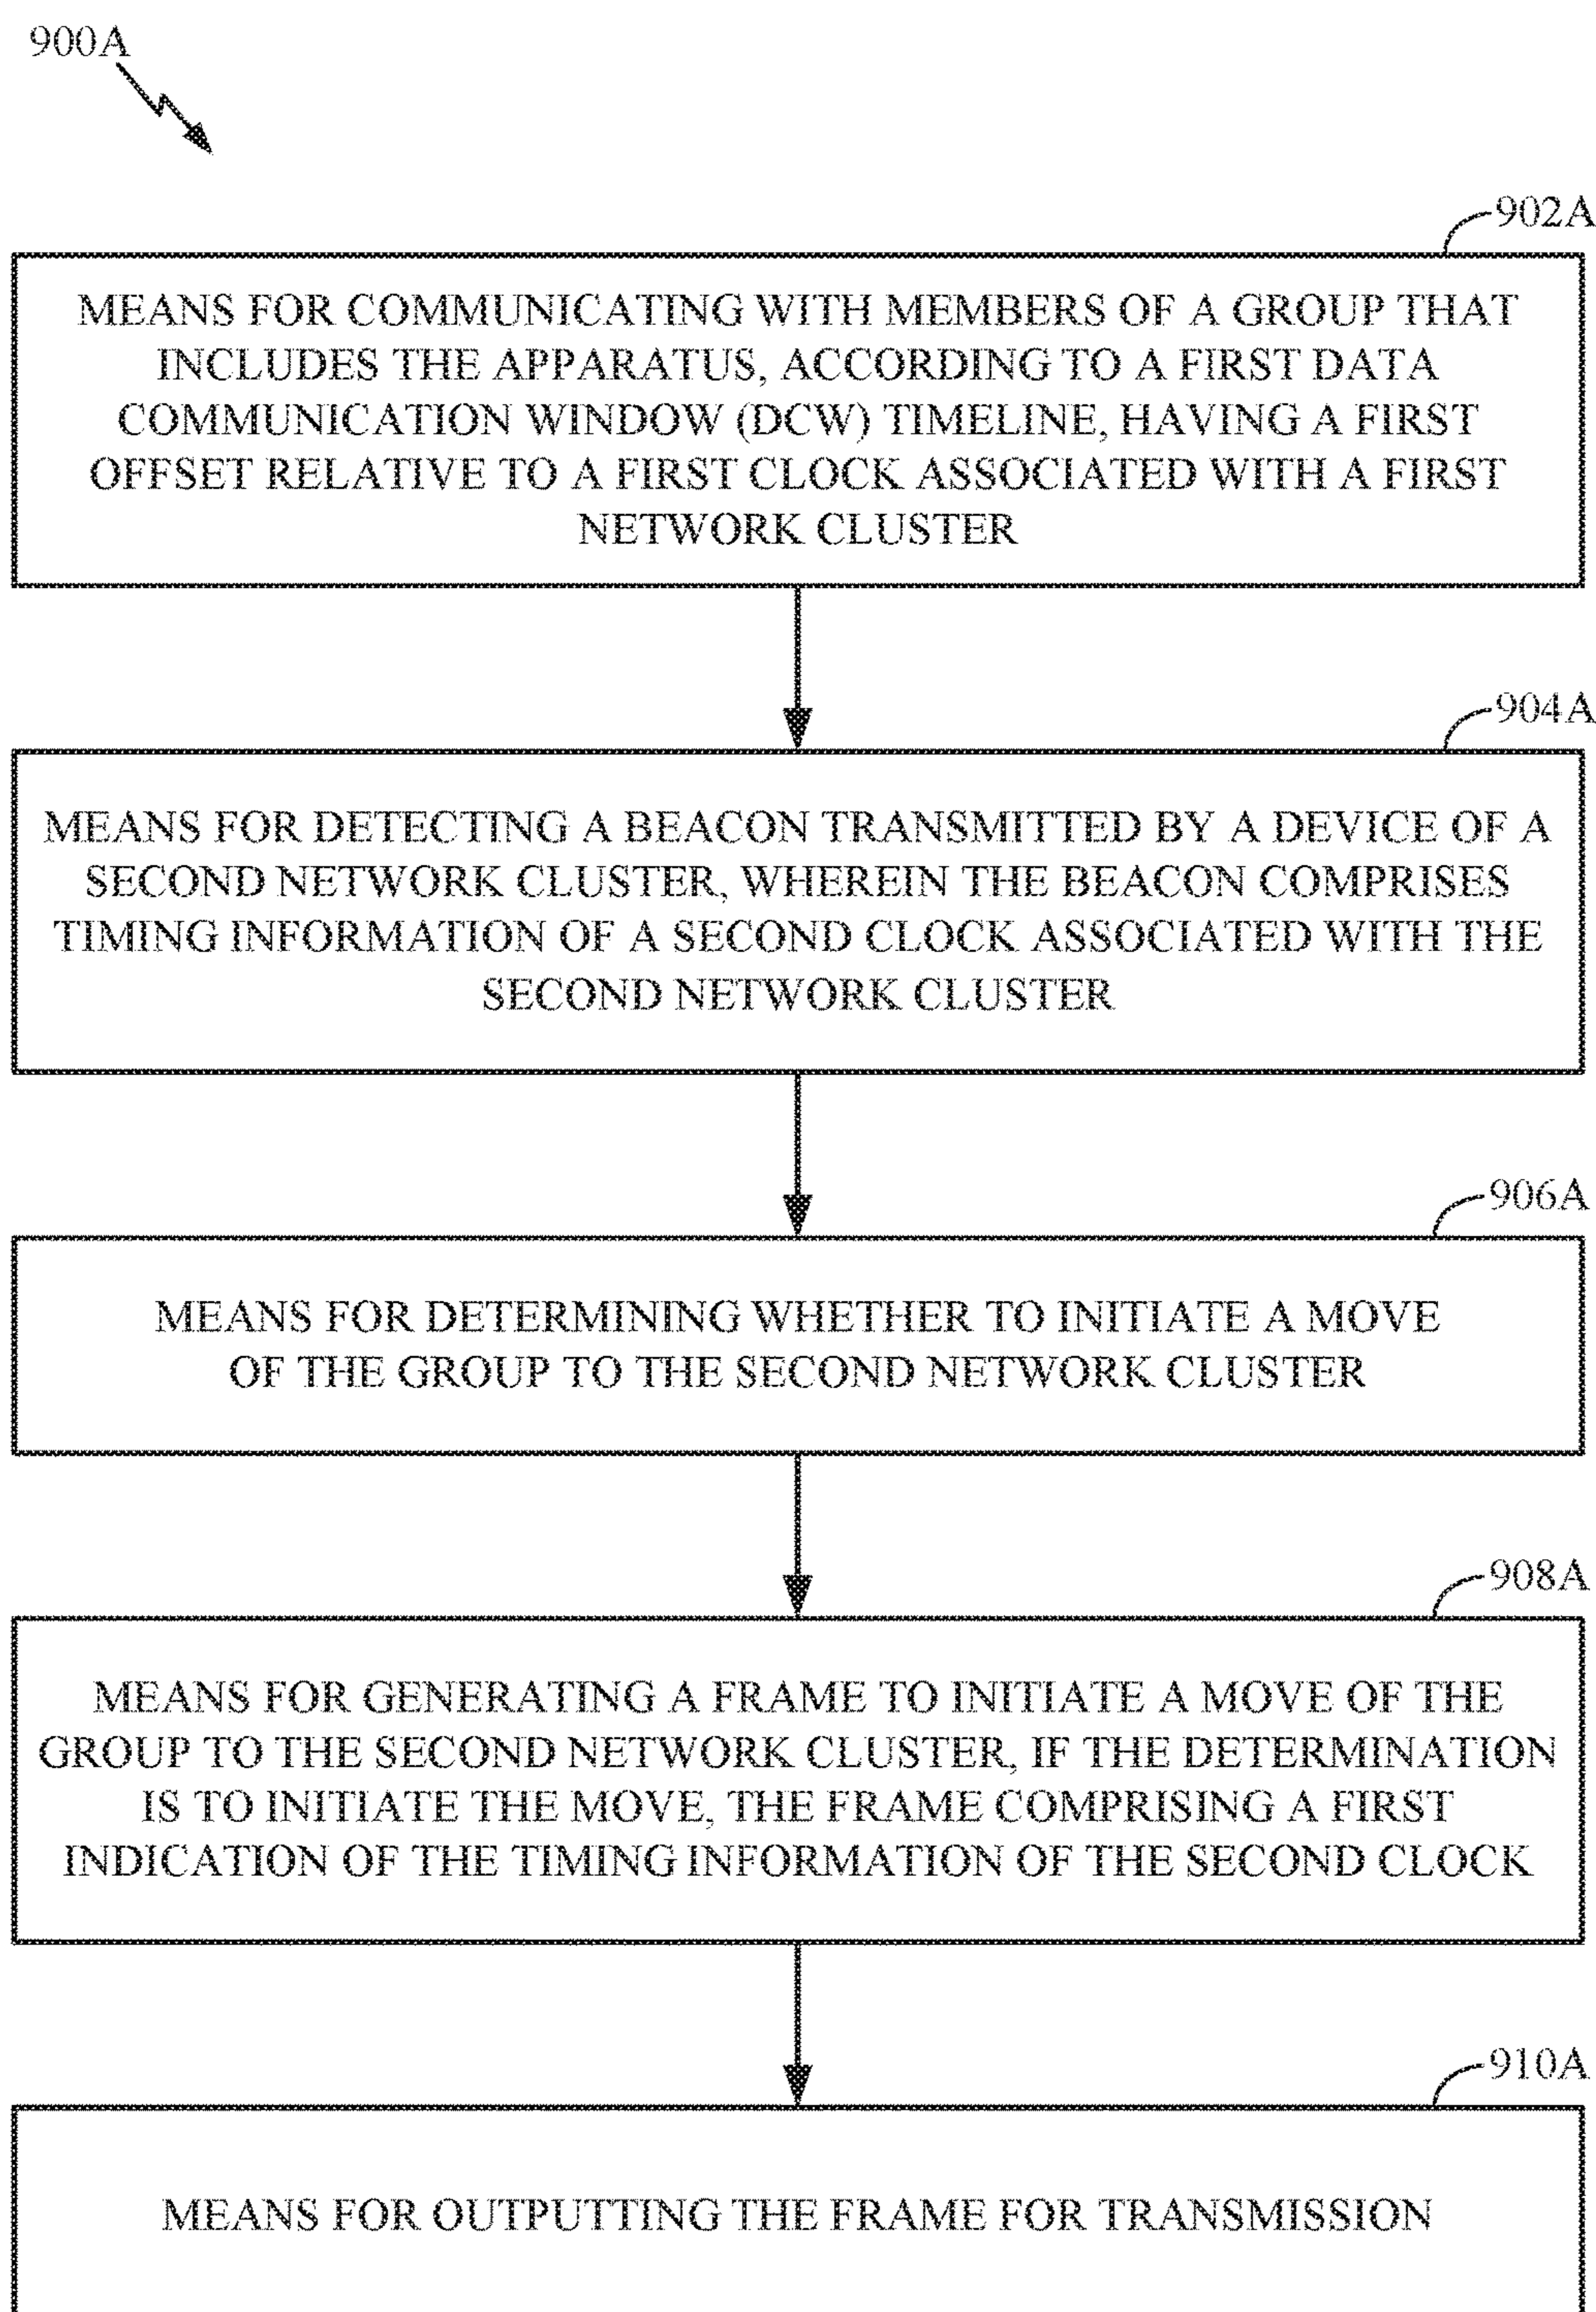 900A
902A
MEANS FOR COMMUNICATING WITH MEMBERS OF A GROUP THAT
INCLUDES THE APPARATUS, ACCORDING TO A FIRST DATA
COMMUNICATION WINDOW (DCW) TIMELINE, HAVING A FIRST
OFFSET RELATIVE TO A FIRST CLOCK ASSOCIATED WITH A FIRST
NETWORK CLUSTER
904A
MEANS FOR DETECTING A BEACON TRANSMITTED BY A DEVICE OF A
SECOND NETWORK CLUSTER, WHEREIN THE BEACON COMPRISES
TIMING INFORMATION OF A SECOND CLOCK ASSOCIATED WITH THE
SECOND NETWORK CLUSTER
906A
MEANS FOR DETERMINING WHETHER TO INITIATE A MOVE
OF THE GROUP TO THE SECOND NETWORK CLUSTER
908A
MEANS FOR GENERATING A FRAME TO INITIATE A MOVE OF THE
GROUP TO THE SECOND NETWORK CLUSTER, IF THE DETERMINATION
IS TO INITIATE THE MOVE, THE FRAME COMPRISING A FIRST
INDICATION OF THE TIMING INFORMATION OF THE SECOND CLOCK
910A
MEANS FOR OUTPUTTING THE FRAME FOR TRANSMISSION